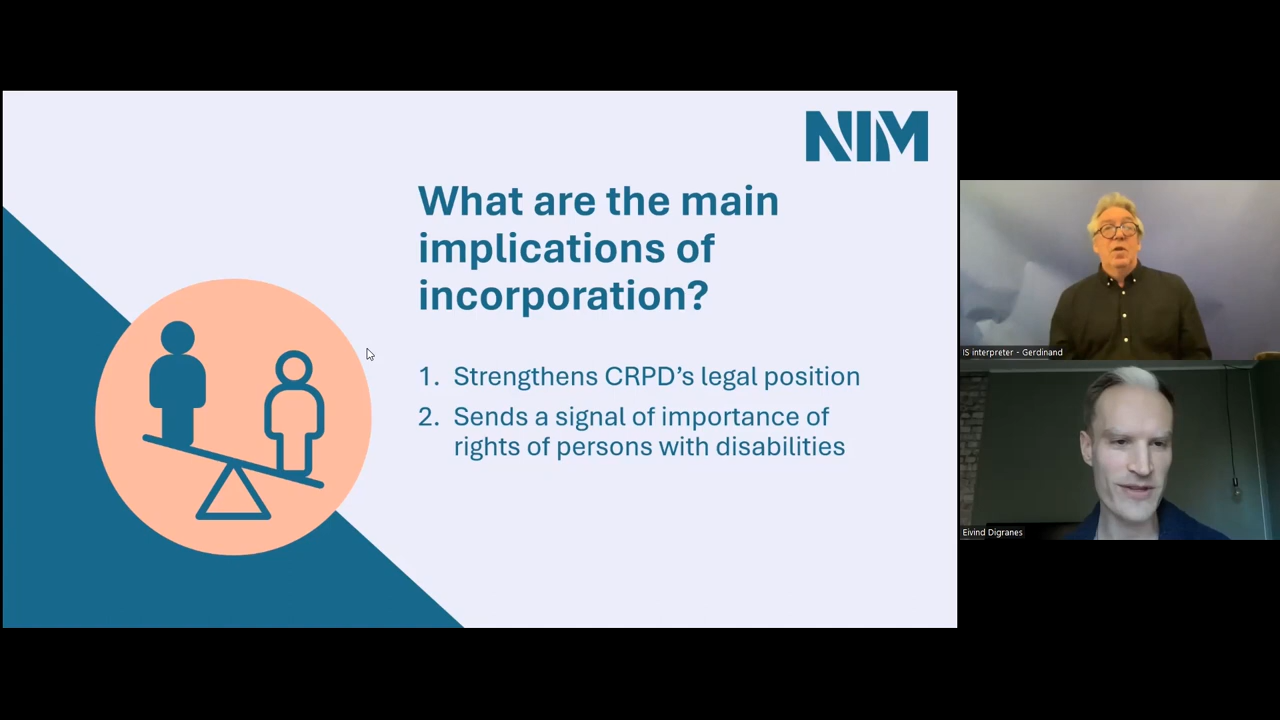 NIM
What are the main
implications of
incorporation?
1. Strengthens CRPD's legal position
2. Sends a signal of importance of
rights of persons with disabilities
IS interpreter - Gerdinand
Eivind Digranes